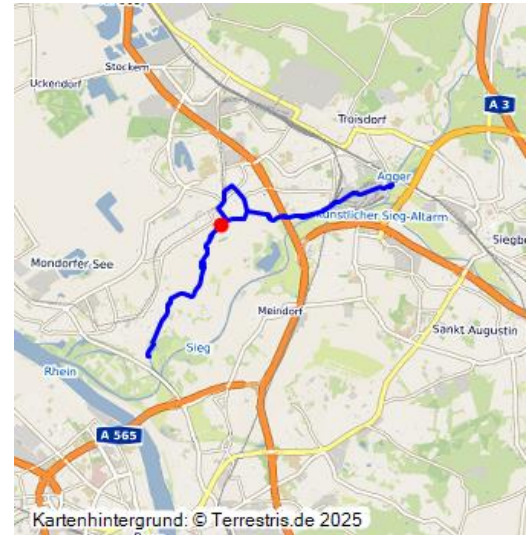 Stockem
Uckendorf
A 3
Troisdorf
Agger
künstlicher Sieg-Altarm
Siegbu
Mondorfer See
Meindorf
Sankt Augustin
Sieg
Rhein
A 565
Kartenhintergrund: © Terrestris.de 2025